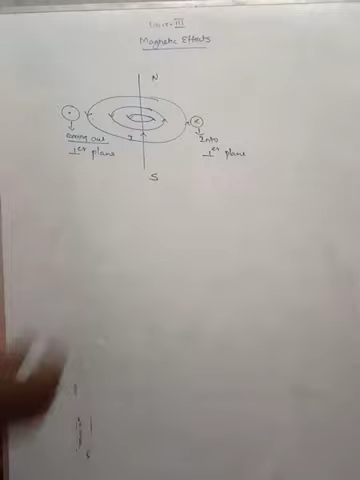 Unit-III
Magnetic Effects
N
coming out
⊥er plane
Into
⊥er plane
S